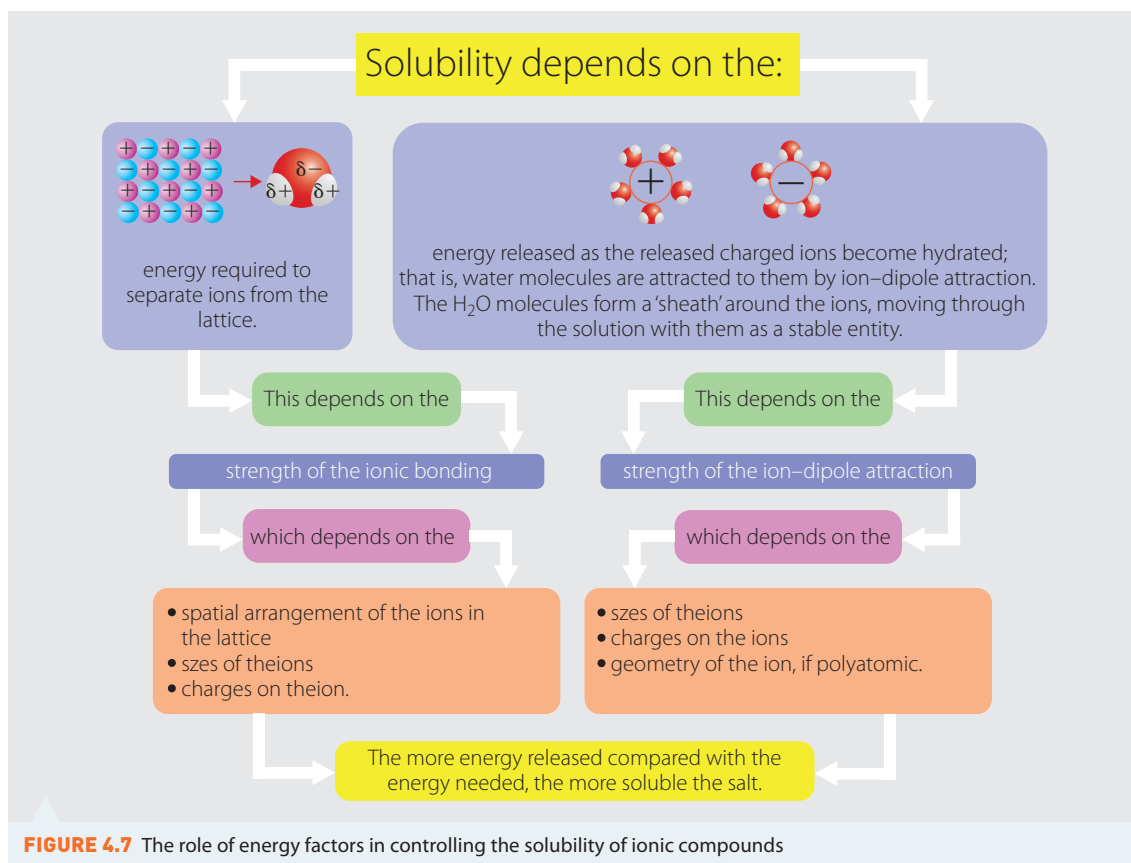 Solubility depends on the:
+ − + − +
− + − + −
+ − + − +
− + − + −
δ−
δ+ δ+
energy required to
separate ions from the
lattice.
+
−
energy released as the released charged ions become hydrated;
that is, water molecules are attracted to them by ion–dipole attraction.
The H₂O molecules form a ‘sheath’ around the ions, moving through
the solution with them as a stable entity.
This depends on the
strength of the ionic bonding
which depends on the
• spatial arrangement of the ions in
the lattice
• szes of theions
• charges on theion.
This depends on the
strength of the ion–dipole attraction
which depends on the
• szes of theions
• charges on the ions
• geometry of the ion, if polyatomic.
The more energy released compared with the
energy needed, the more soluble the salt.
FIGURE 4.7 The role of energy factors in controlling the solubility of ionic compounds